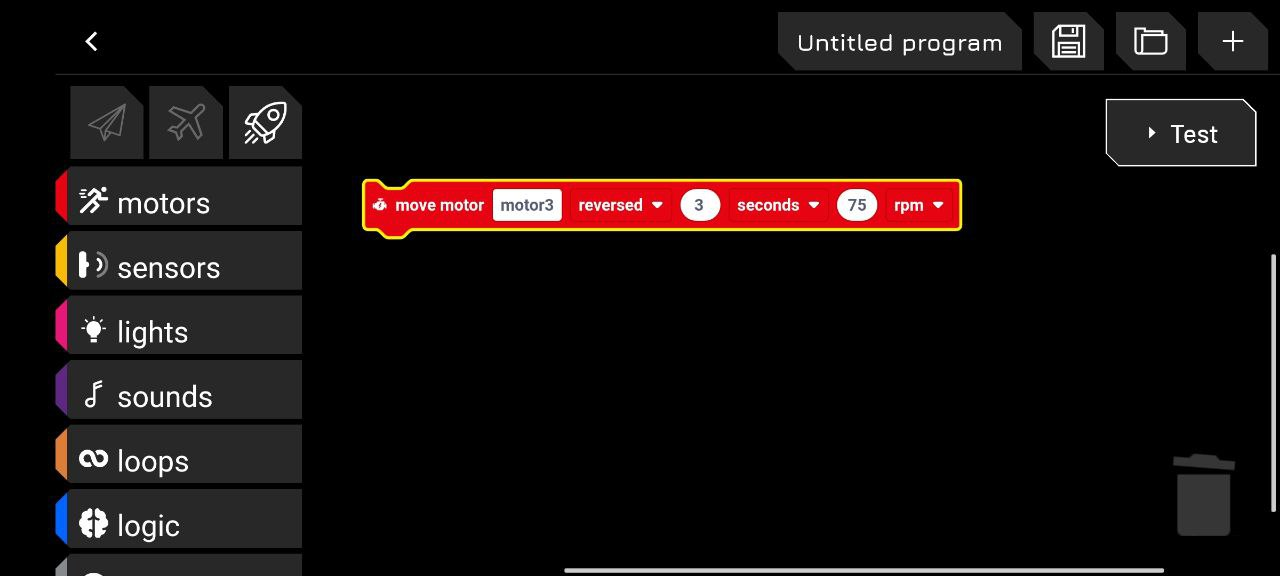 Untitled program
Test
motors
move motor motor3 reversed 3 seconds 75 rpm
sensors
lights
sounds
loops
logic